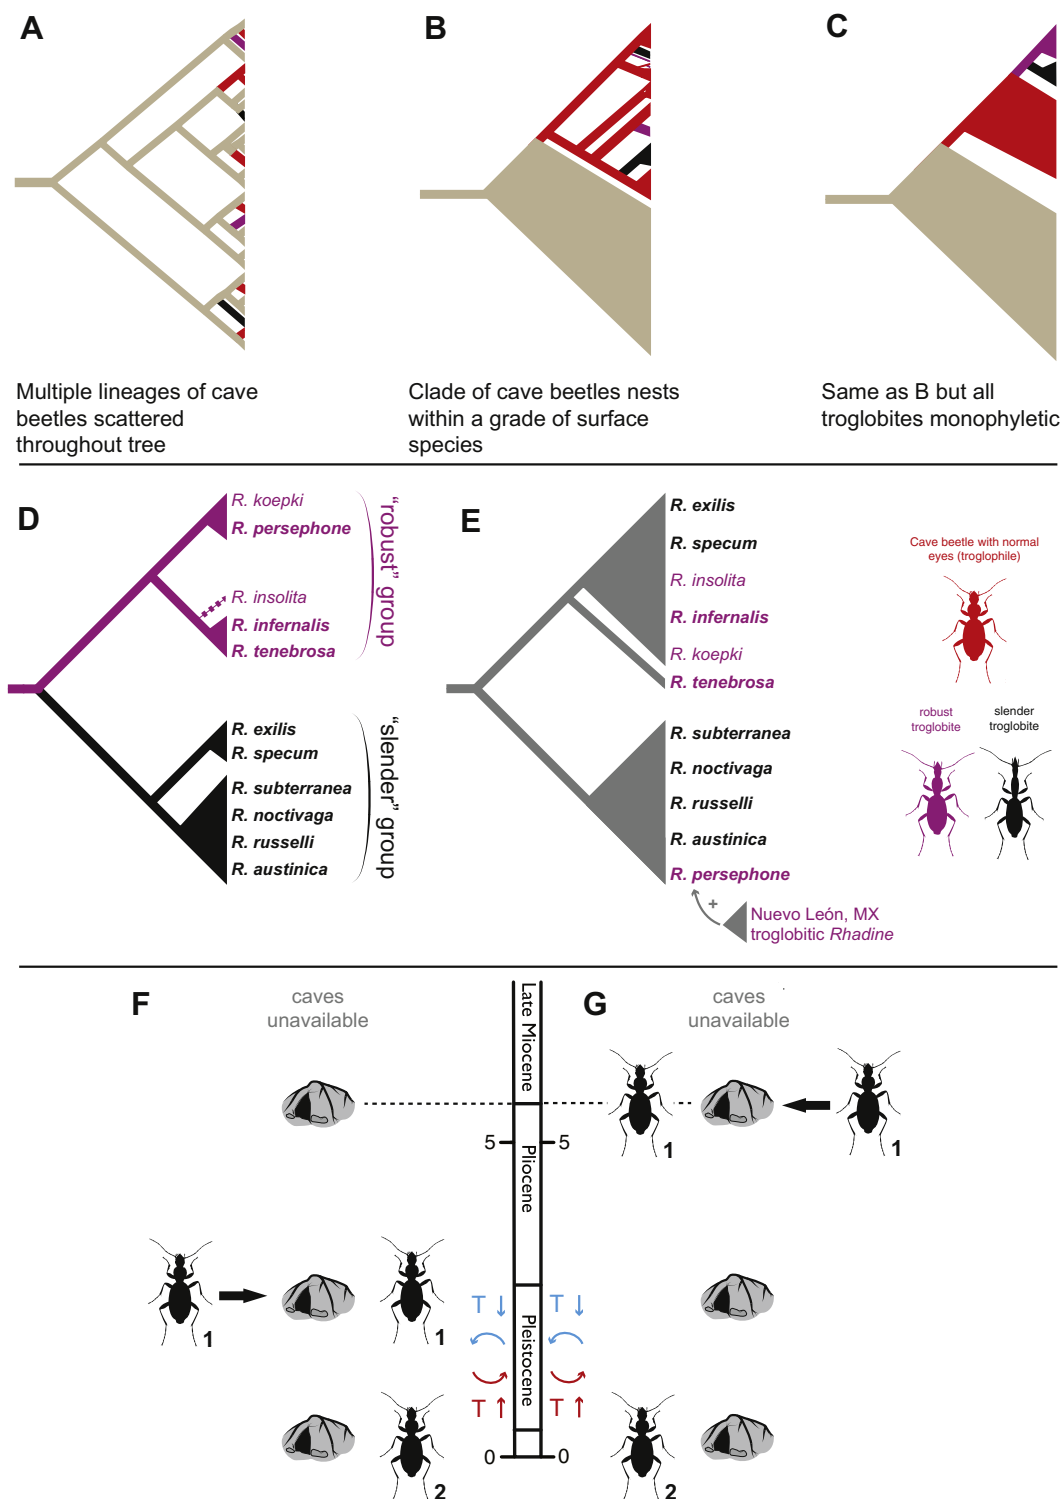 A
B
C
Multiple lineages of cave
beetles scattered
throughout tree
Clade of cave beetles nests
within a grade of surface
species
Same as B but all
troglobites monophyletic
D
R. koepki
R. persephone
R. insolita
R. infernalis
R. tenebrosa
"robust" group
R. exilis
R. specum
R. subterranea
R. noctivaga
R. russelli
R. austinica
"slender" group
E
R. exilis
R. specum
R. insolita
R. infernalis
R. koepki
R. tenebrosa
R. subterranea
R. noctivaga
R. russelli
R. austinica
R. persephone
+
Nuevo León, MX
troglobitic Rhadine
Cave beetle with normal
eyes (troglophile)
robust
troglobite
slender
troglobite
F
caves
unavailable
Late Miocene
Pliocene
Pleistocene
5
5
0
0
T ↓
T ↓
T ↑
T ↑
1
1
2
G
caves
unavailable
1
1
2